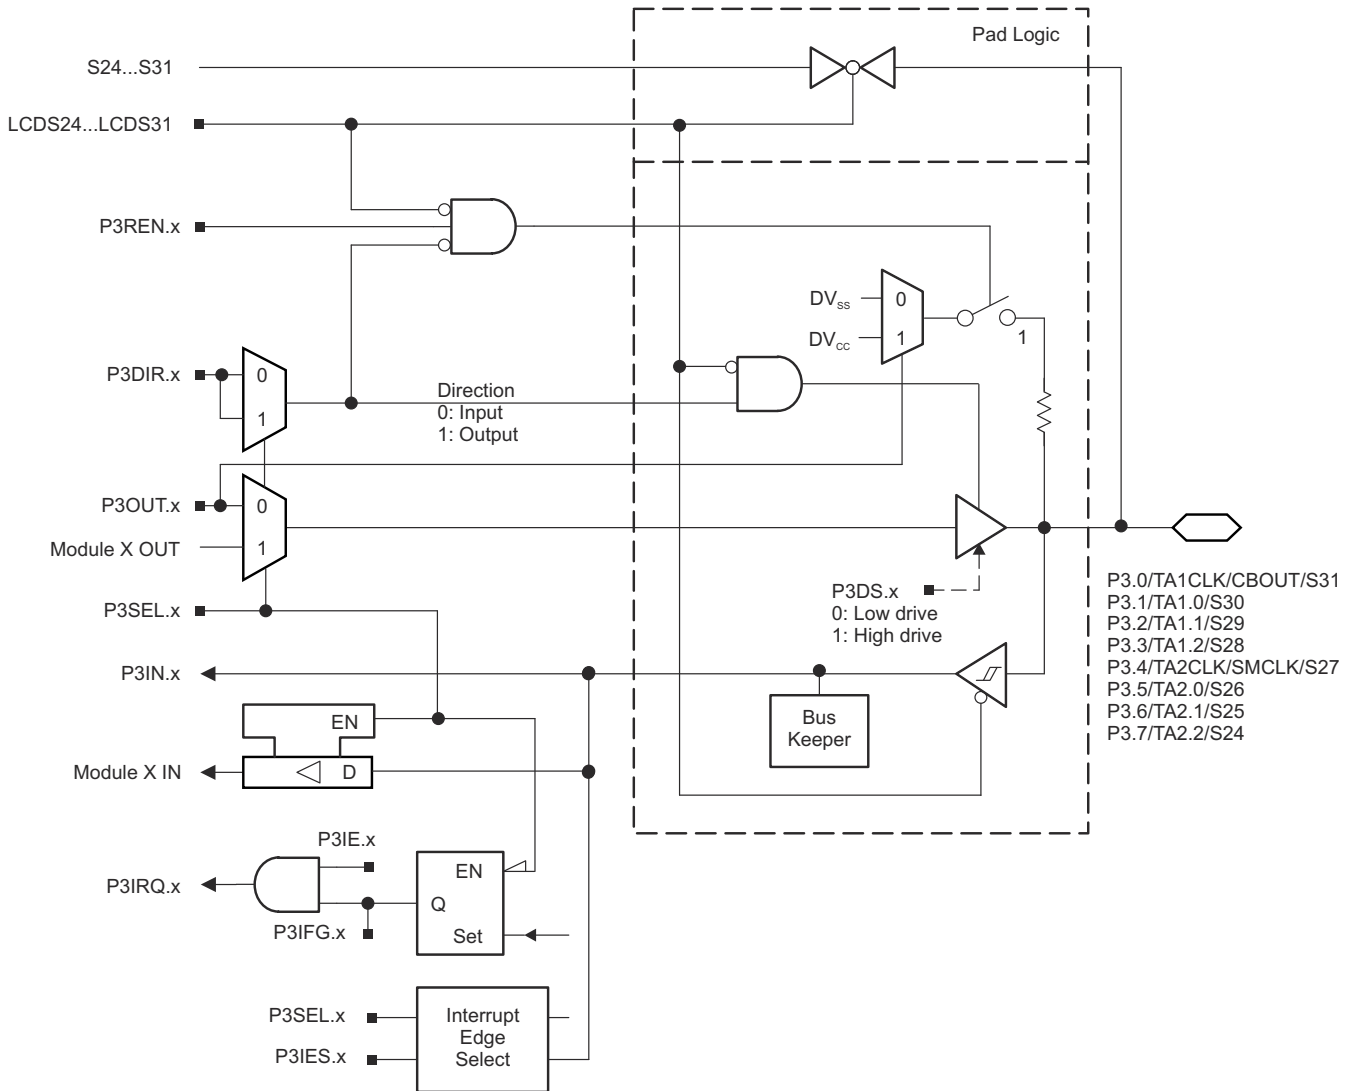 Pad Logic
S24...S31
LCDS24...LCDS31
P3REN.x
DVSS
0
DVCC
1
1
P3DIR.x
0
1
Direction
0: Input
1: Output
P3OUT.x
0
Module X OUT
1
P3SEL.x
P3DS.x
0: Low drive
1: High drive
P3.0/TA1CLK/CBOUT/S31
P3.1/TA1.0/S30
P3.2/TA1.1/S29
P3.3/TA1.2/S28
P3.4/TA2CLK/SMCLK/S27
P3.5/TA2.0/S26
P3.6/TA2.1/S25
P3.7/TA2.2/S24
P3IN.x
Bus
Keeper
EN
Module X IN
D
P3IE.x
EN
P3IRQ.x
Q
P3IFG.x
Set
P3SEL.x
P3IES.x
Interrupt
Edge
Select